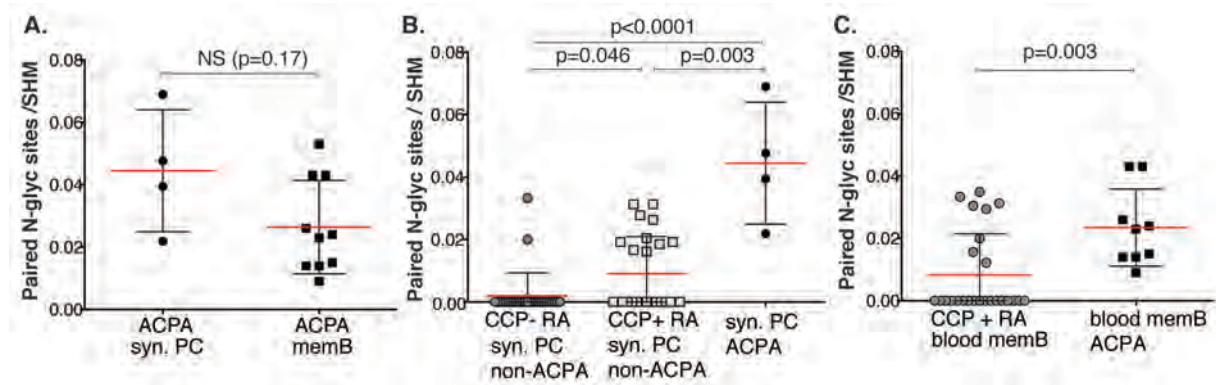 A.
NS (p=0.17)
Paired N-glyc sites /SHM
0.08
0.06
0.04
0.02
0.00
ACPA
syn. PC
ACPA
memB
B.
p<0.0001
p=0.046
p=0.003
Paired N-glyc sites / SHM
0.08
0.06
0.04
0.02
0.00
CCP- RA
syn. PC
non-ACPA
CCP+ RA
syn. PC
non-ACPA
syn. PC
ACPA
C.
p=0.003
Paired N-glyc sites /SHM
0.08
0.06
0.04
0.02
0.00
CCP + RA
blood memB
blood memB
ACPA